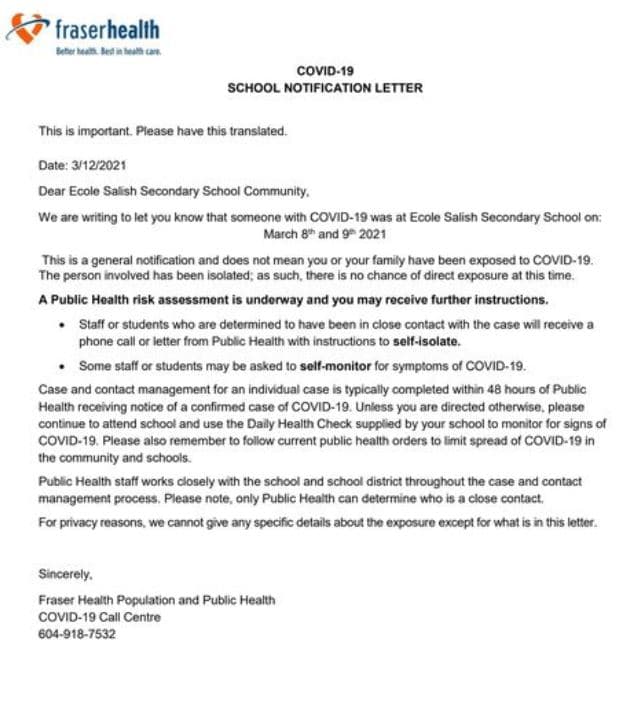 fraserhealth
Better health. Best in health care.
COVID-19
SCHOOL NOTIFICATION LETTER
This is important. Please have this translated.
Date: 3/12/2021
Dear Ecole Salish Secondary School Community,
We are writing to let you know that someone with COVID-19 was at Ecole Salish Secondary School on:
March 8th and 9th 2021
This is a general notification and does not mean you or your family have been exposed to COVID-19.
The person involved has been isolated; as such, there is no chance of direct exposure at this time.
A Public Health risk assessment is underway and you may receive further instructions.
• Staff or students who are determined to have been in close contact with the case will receive a
phone call or letter from Public Health with instructions to self-isolate.
• Some staff or students may be asked to self-monitor for symptoms of COVID-19.
Case and contact management for an individual case is typically completed within 48 hours of Public
Health receiving notice of a confirmed case of COVID-19. Unless you are directed otherwise, please
continue to attend school and use the Daily Health Check supplied by your school to monitor for signs of
COVID-19. Please also remember to follow current public health orders to limit spread of COVID-19 in
the community and schools.
Public Health staff works closely with the school and school district throughout the case and contact
management process. Please note, only Public Health can determine who is a close contact.
For privacy reasons, we cannot give any specific details about the exposure except for what is in this letter.
Sincerely,
Fraser Health Population and Public Health
COVID-19 Call Centre
604-918-7532